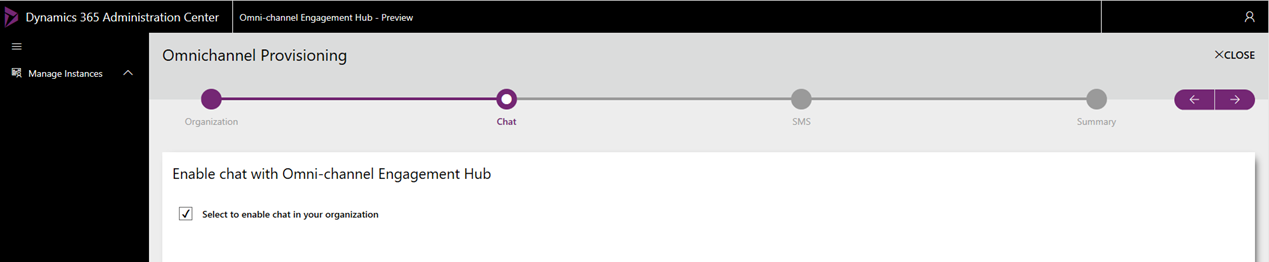 Dynamics 365 Administration Center
Omni-channel Engagement Hub - Preview
Manage Instances
Omnichannel Provisioning
CLOSE
Organization
Chat
SMS
Summary
Enable chat with Omni-channel Engagement Hub
Select to enable chat in your organization